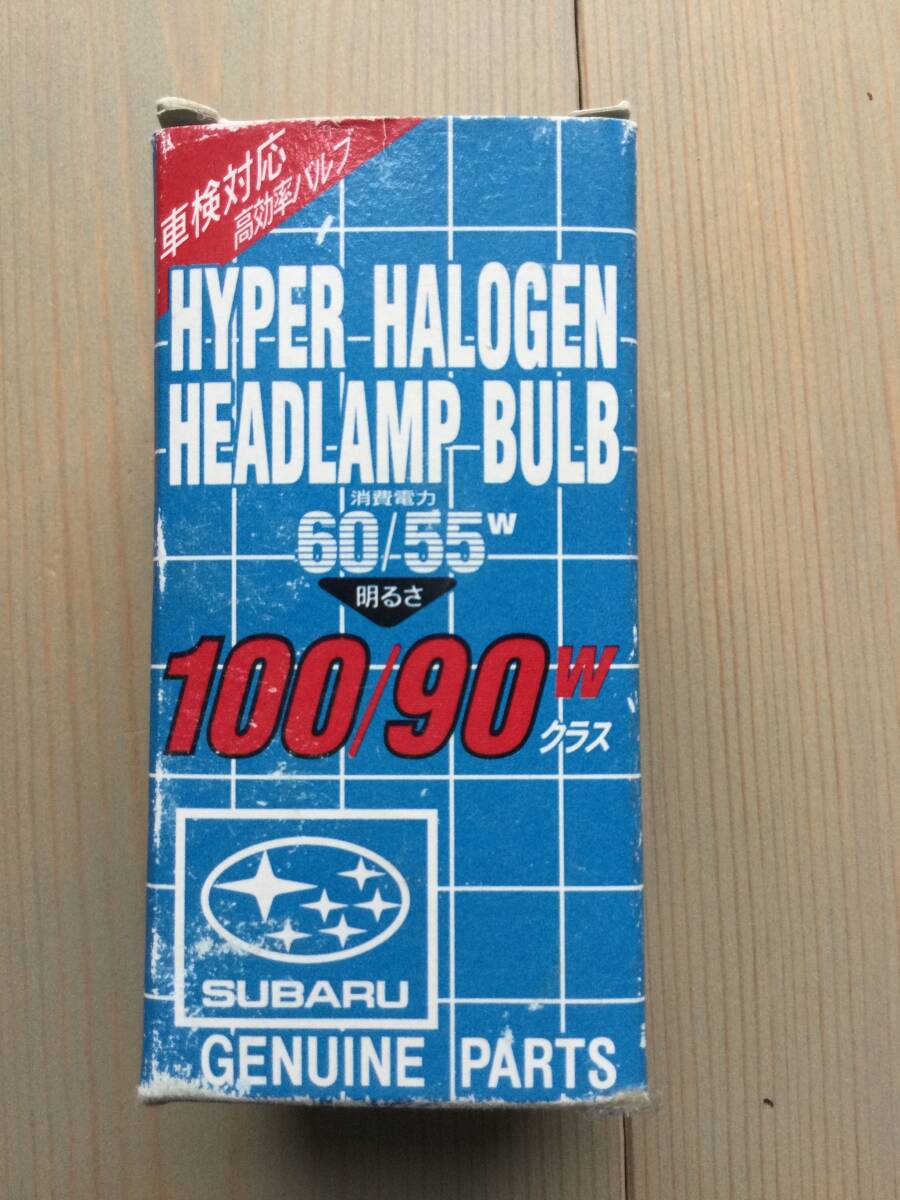 車検対応
高効率バルブ
HYPER HALOGEN
HEADLAMP BULB
消費電力
60/55W
明るさ
100/90W
クラス
SUBARU
GENUINE PARTS